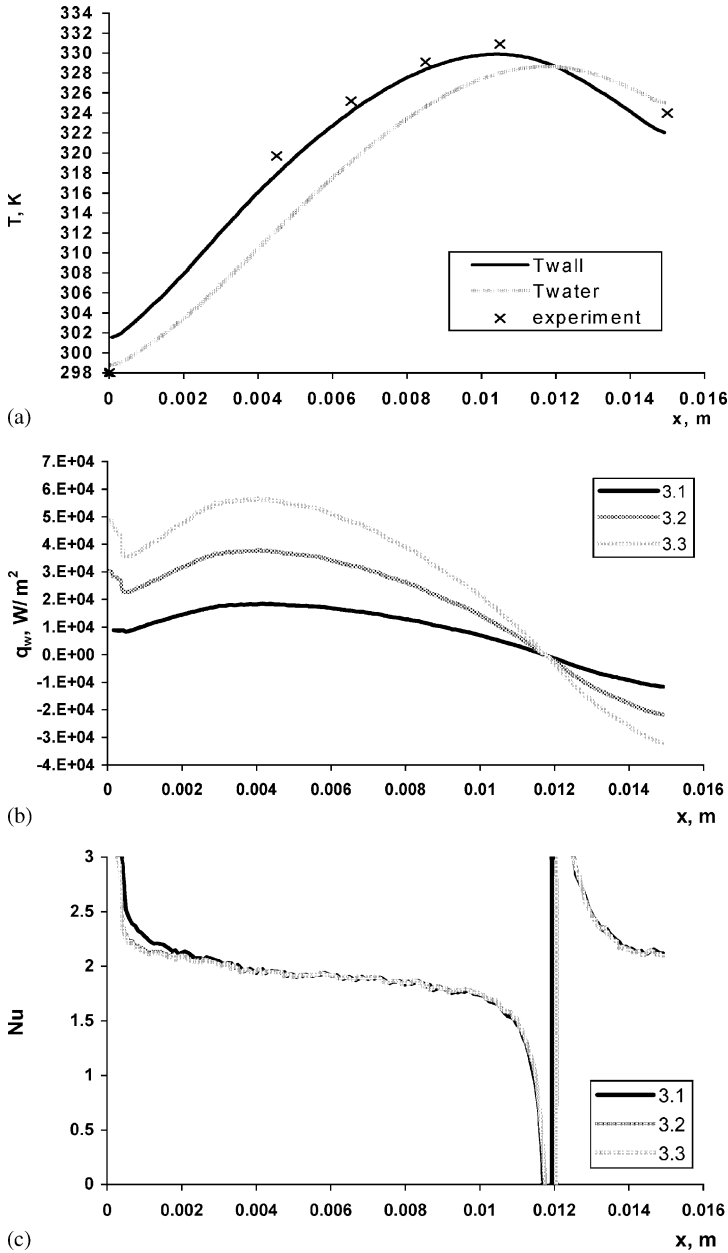 334
332
330
328
326
324
322
320
318
316
314
312
310
308
306
304
302
300
298
T, K
Twall
Twater
experiment
0 0.002 0.004 0.006 0.008 0.01 0.012 0.014 0.016
x, m
(a)
7.E+04
6.E+04
5.E+04
4.E+04
3.E+04
2.E+04
1.E+04
0.E+00
-1.E+04
-2.E+04
-3.E+04
-4.E+04
qw, W/ m²
3.1
3.2
3.3
0 0.002 0.004 0.006 0.008 0.01 0.012 0.014 0.016
(b)
x, m
3
2.5
2
1.5
1
0.5
0
Nu
3.1
3.2
3.3
0 0.002 0.004 0.006 0.008 0.01 0.012 0.014 0.016
(c)
x, m